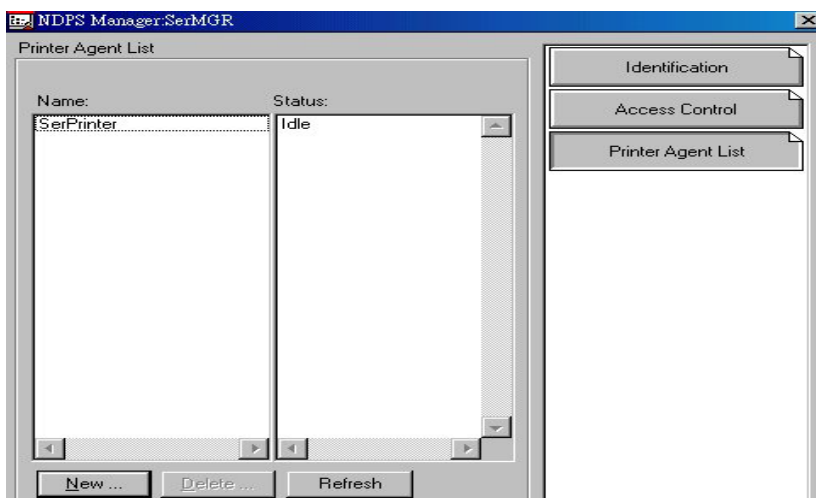 NDPS Manager:SerMGR
Printer Agent List
Name:
Status:
SerPrinter
Idle
New ...
Delete ...
Refresh
Identification
Access Control
Printer Agent List